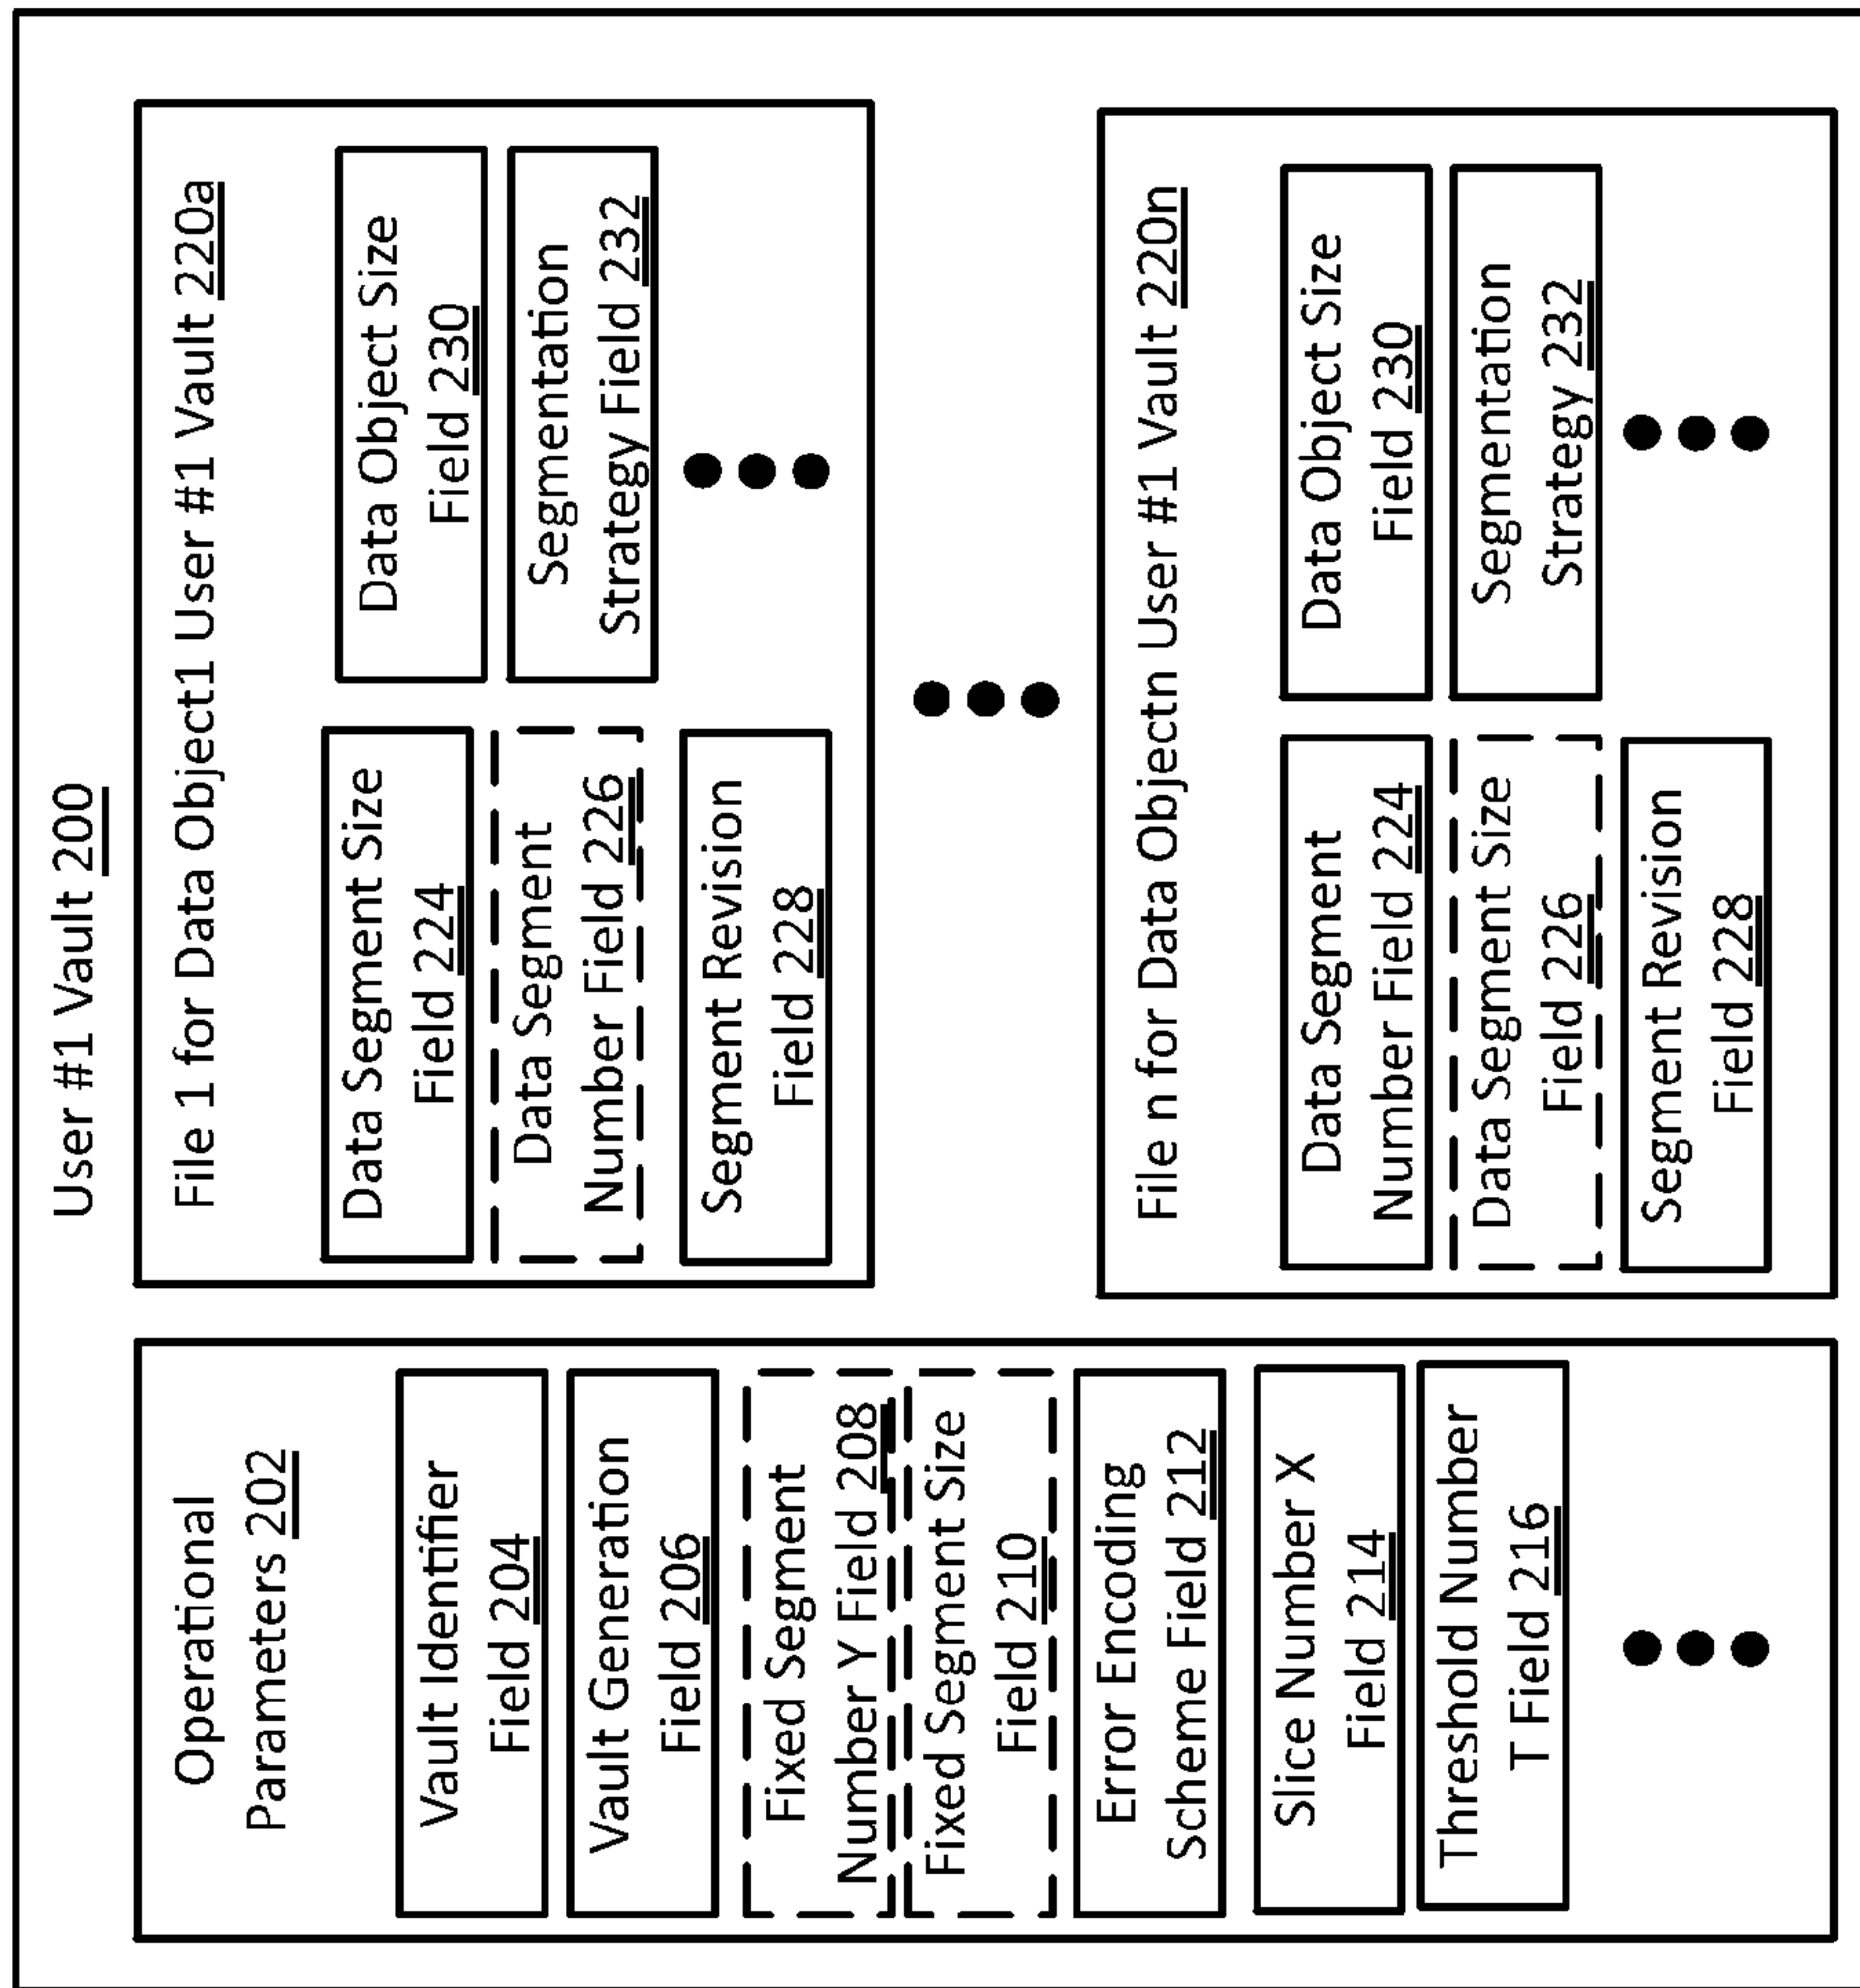 User #1 Vault 200
Operational
Parameters 202
Vault Identifier
Field 204
Vault Generation
Field 206
Fixed Segment
Number Y Field 208
Fixed Segment Size
Field 210
Error Encoding
Scheme Field 212
Slice Number X
Field 214
Threshold Number
T Field 216
File 1 for Data Object1 User #1 Vault 220a
Data Segment Size
Field 224
Data Segment
Number Field 226
Segment Revision
Field 228
Data Object Size
Field 230
Segmentation
Strategy Field 232
File n for Data Objectn User #1 Vault 220n
Data Segment
Number Field 224
Data Segment Size
Field 226
Segment Revision
Field 228
Data Object Size
Field 230
Segmentation
Strategy 232